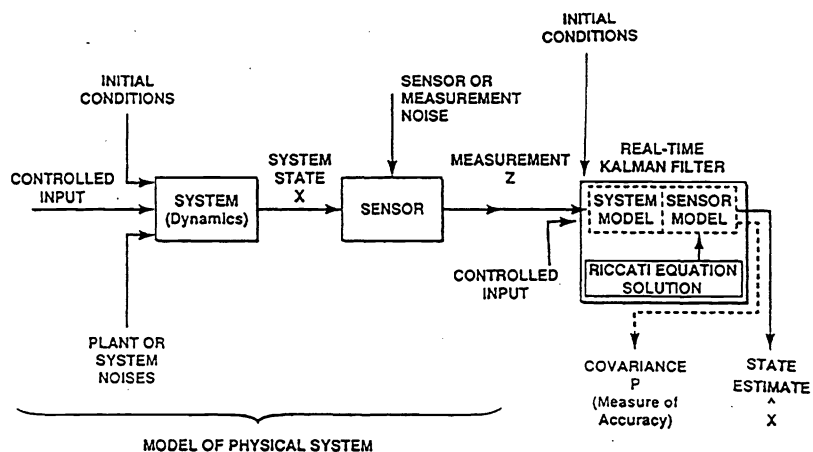 INITIAL
CONDITIONS
CONTROLLED
INPUT
SYSTEM
(Dynamics)
PLANT OR
SYSTEM
NOISES
SYSTEM
STATE
X
SENSOR OR
MEASUREMENT
NOISE
SENSOR
MEASUREMENT
Z
INITIAL
CONDITIONS
REAL-TIME
KALMAN FILTER
SYSTEM
MODEL
SENSOR
MODEL
RICCATI EQUATION
SOLUTION
CONTROLLED
INPUT
COVARIANCE
P
(Measure of
Accuracy)
STATE
ESTIMATE
^
X
MODEL OF PHYSICAL SYSTEM